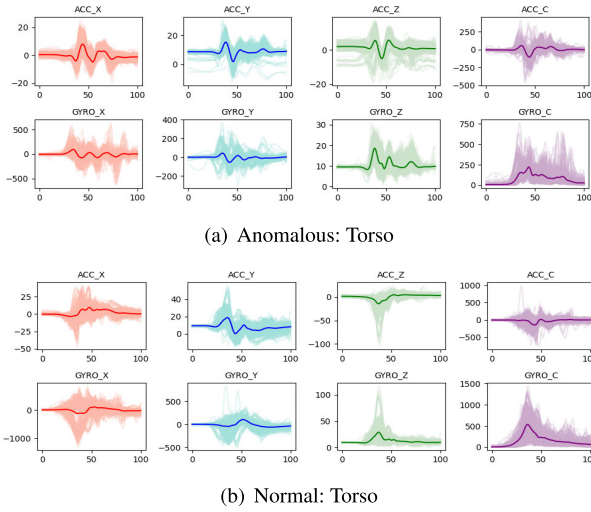 ACC_X ACC_Y ACC_Z ACC_C
20 20 0 250
0 0 -20 0
-20 -250
-500
0 50 100 0 50 100 0 50 100 0 50 100
GYRO_X GYRO_Y GYRO_Z GYRO_C
500 400 30 750
0 200 20 500
-500 0 10 250
-200 0 0
0 50 100 0 50 100 0 50 100 0 50 100
(a) Anomalous: Torso
ACC_X ACC_Y ACC_Z ACC_C
25 40 0 1000
0 20 -50 500
-25 0 -100 0
-50 -500
0 50 100 0 50 100 0 50 100 0 50 100
GYRO_X GYRO_Y GYRO_Z GYRO_C
0 500 100 1500
-1000 0 50 1000
-500 0 500
0
0 50 100 0 50 100 0 50 100 0 50 100
(b) Normal: Torso